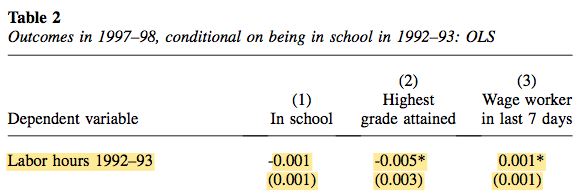 Table 2
Outcomes in 1997–98, conditional on being in school in 1992–93: OLS
(2) (3)
(1) Highest Wage worker
Dependent variable In school grade attained in last 7 days
Labor hours 1992–93 -0.001 -0.005* 0.001*
(0.001) (0.003) (0.001)